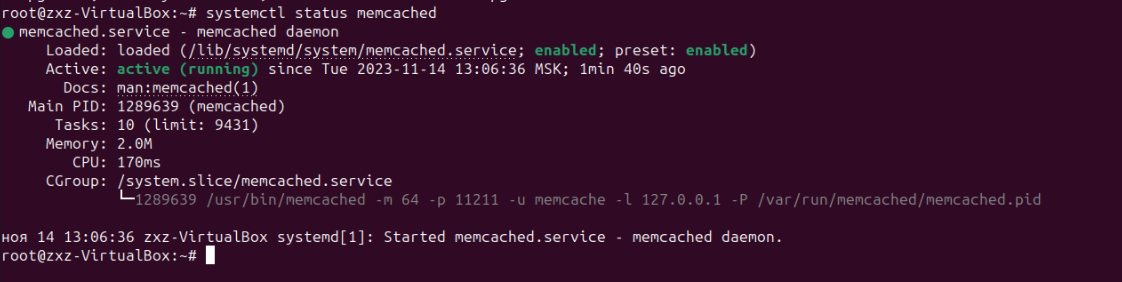 root@zxz-VirtualBox:~# systemctl status memcached
● memcached.service - memcached daemon
Loaded: loaded (/lib/systemd/system/memcached.service; enabled; preset: enabled)
Active: active (running) since Tue 2023-11-14 13:06:36 MSK; 1min 40s ago
Docs: man:memcached(1)
Main PID: 1289639 (memcached)
Tasks: 10 (limit: 9431)
Memory: 2.0M
CPU: 170ms
CGroup: /system.slice/memcached.service
└─1289639 /usr/bin/memcached -m 64 -p 11211 -u memcache -l 127.0.0.1 -P /var/run/memcached/memcached.pid
ноя 14 13:06:36 zxz-VirtualBox systemd[1]: Started memcached.service - memcached daemon.
root@zxz-VirtualBox:~#